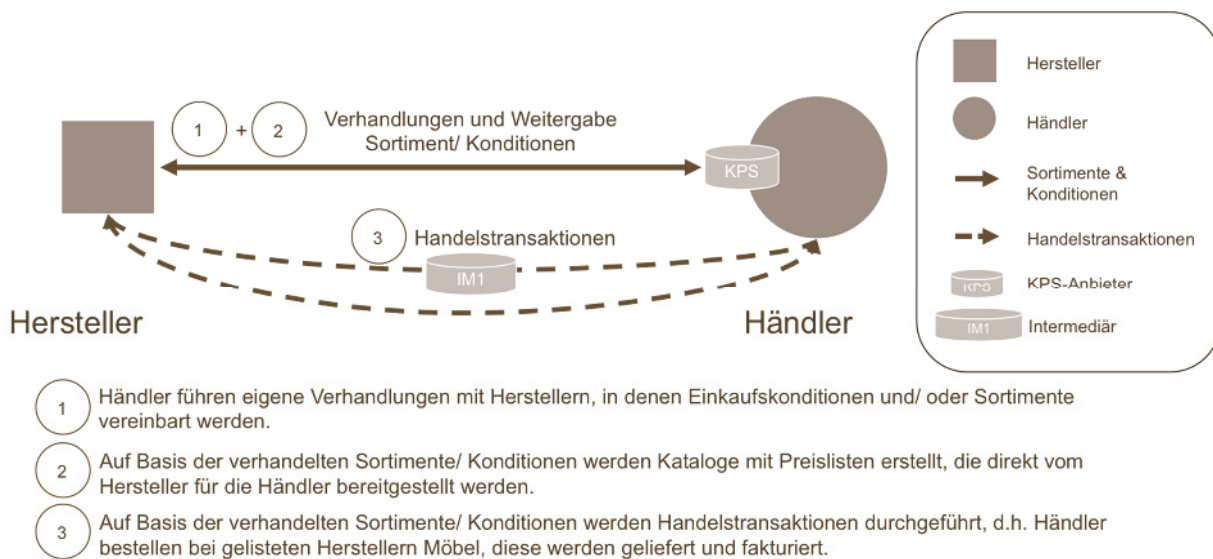 1 + 2
Verhandlungen und Weitergabe
Sortiment/ Konditionen
KPS
3 Handelstransaktionen
IM1
Hersteller
Händler
Hersteller
Händler
Sortimente &
Konditionen
Handelstransaktionen
KPS
KPS-Anbieter
IM1
Intermediär
1
Händler führen eigene Verhandlungen mit Herstellern, in denen Einkaufskonditionen und/ oder Sortimente
vereinbart werden.
2
Auf Basis der verhandelten Sortimente/ Konditionen werden Kataloge mit Preislisten erstellt, die direkt vom
Hersteller für die Händler bereitgestellt werden.
3
Auf Basis der verhandelten Sortimente/ Konditionen werden Handelstransaktionen durchgeführt, d.h. Händler
bestellen bei gelisteten Herstellern Möbel, diese werden geliefert und fakturiert.